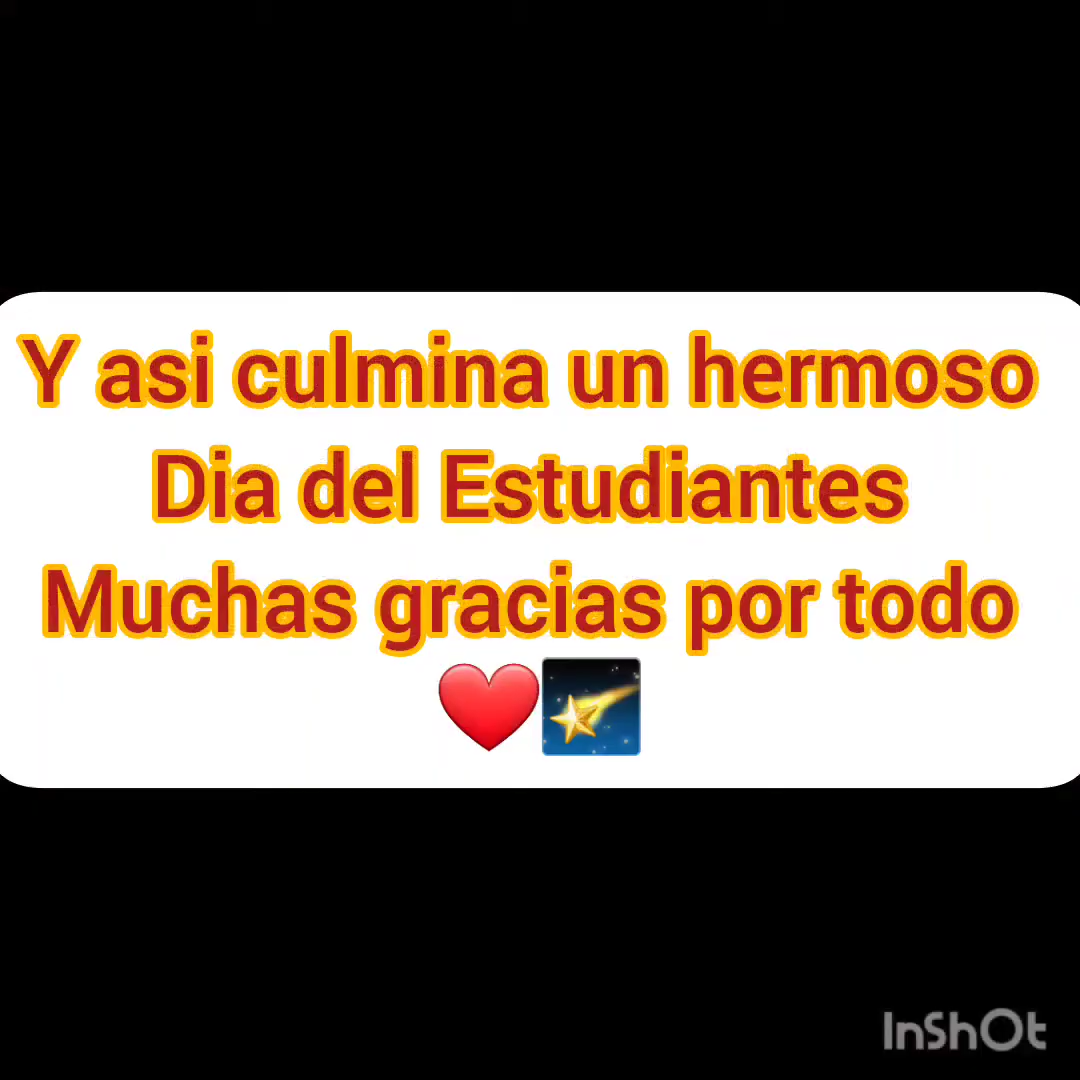 Y asi culmina un hermoso
Dia del Estudiantes
Muchas gracias por todo
❤️🌠
InShOt